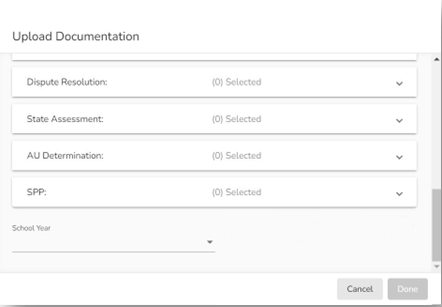 Upload Documentation
Dispute Resolution: (0) Selected
State Assessment: (0) Selected
AU Determination: (0) Selected
SPP: (0) Selected
School Year
Cancel Done